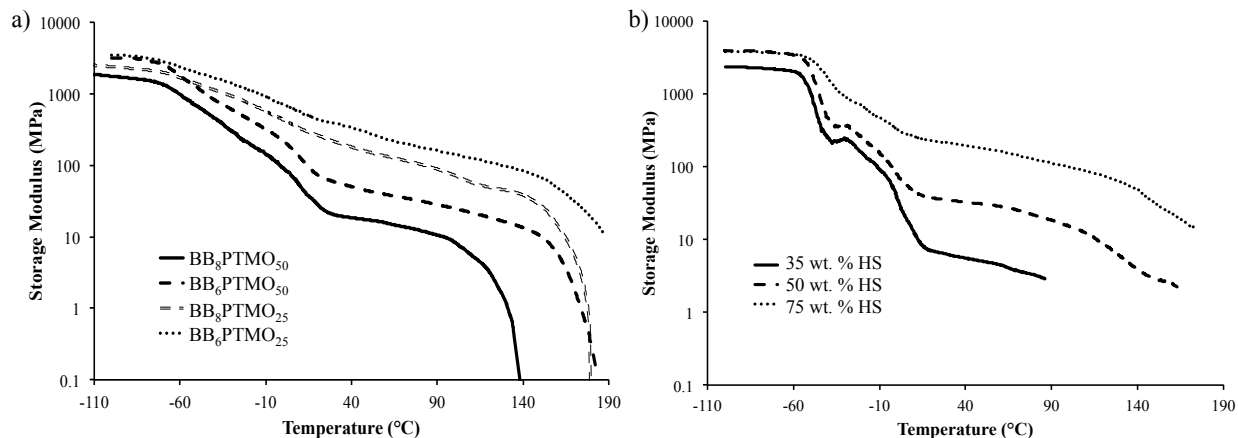 a)
10000
1000
100
10
1
0.1
Storage Modulus (MPa)
BB₈PTMO₅₀
BB₆PTMO₅₀
BB₈PTMO₂₅
BB₆PTMO₂₅
-110 -60 -10 40 90 140 190
Temperature (°C)
b)
10000
1000
100
10
1
0.1
Storage Modulus (MPa)
35 wt. % HS
50 wt. % HS
75 wt. % HS
-110 -60 -10 40 90 140 190
Temperature (°C)